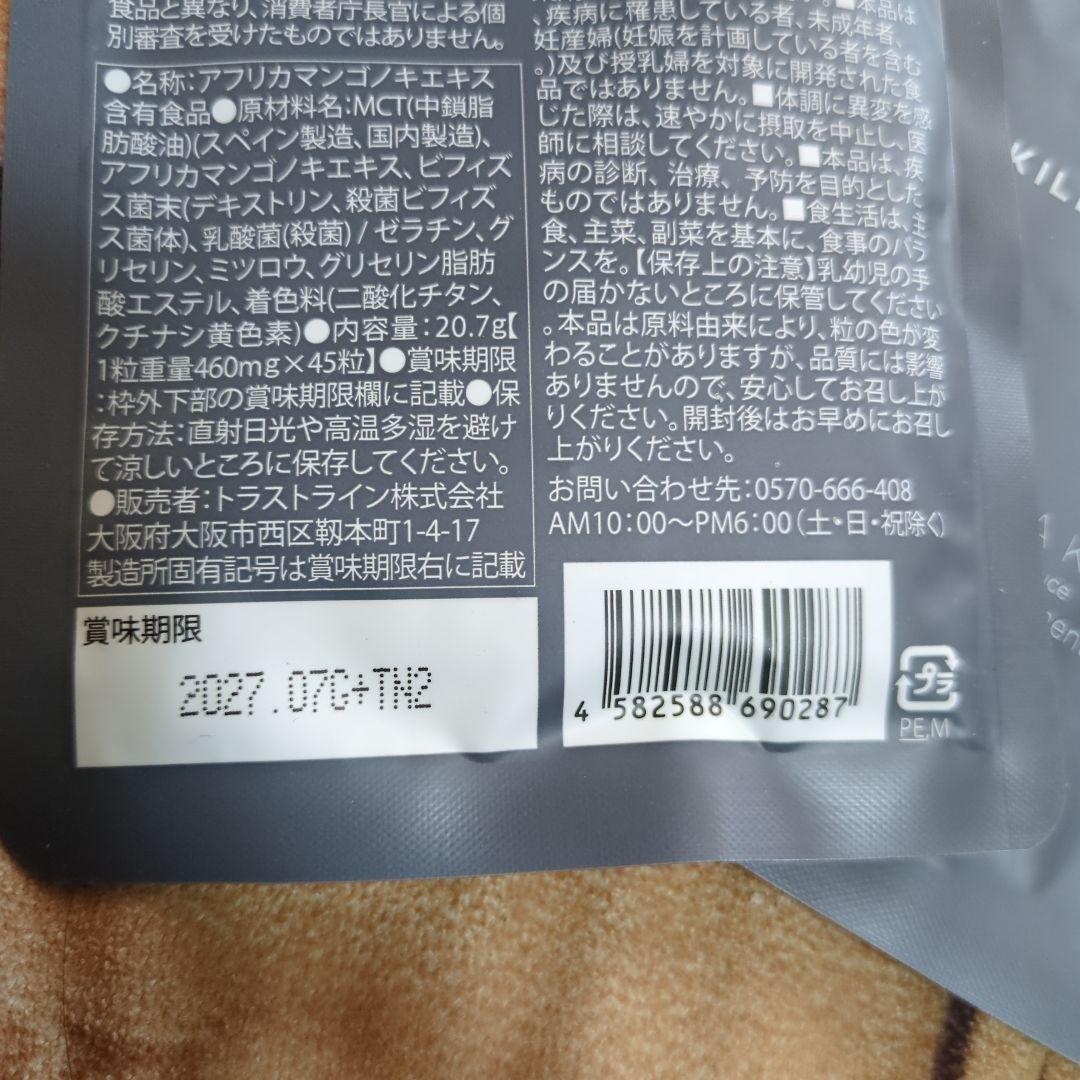 食品と異なり、消費者庁長官による個
別審査を受けたものではありません。
●名称:アフリカマンゴノキエキス
含有食品●原材料名:MCT(中鎖脂
肪酸油)(スペイン製造、国内製造)、
アフリカマンゴノキエキス、ビフィズ
ス菌末(デキストリン、殺菌ビフィズ
ス菌体)、乳酸菌(殺菌) / ゼラチン、グ
リセリン、ミツロウ、グリセリン脂肪
酸エステル、着色料(二酸化チタン、
クチナシ黄色素)●内容量:20.7g【
1粒重量460mg×45粒】●賞味期限
:枠外下部の賞味期限欄に記載●保
存方法:直射日光や高温多湿を避け
て涼しいところに保存してください。
●販売者:トラストライン株式会社
大阪府大阪市西区靱本町1-4-17
製造所固有記号は賞味期限右に記載
賞味期限
2027.07G+TW2
■本品は
、疾病に罹患している者、未成年者、
妊産婦(妊娠を計画している者を含む
。)及び授乳婦を対象に開発された食
品ではありません。■体調に異変を感
じた際は、速やかに摂取を中止し、医
師に相談してください。■本品は、疾
病の診断、治療、予防を目的とした
ものではありません。■食生活は、主
食、主菜、副菜を基本に、食事のバラ
ンスを。【保存上の注意】乳幼児の手
の届かないところに保管してください
。本品は原料由来により、粒の色が変
わることがありますが、品質には影響
ありませんので、安心してお召し上が
りください。開封後はお早めにお召し
上がりください。
お問い合わせ先:0570-666-408
AM10:00~PM6:00(土・日・祝除く)
4 582588 690287
プラ
PE,M
KIL